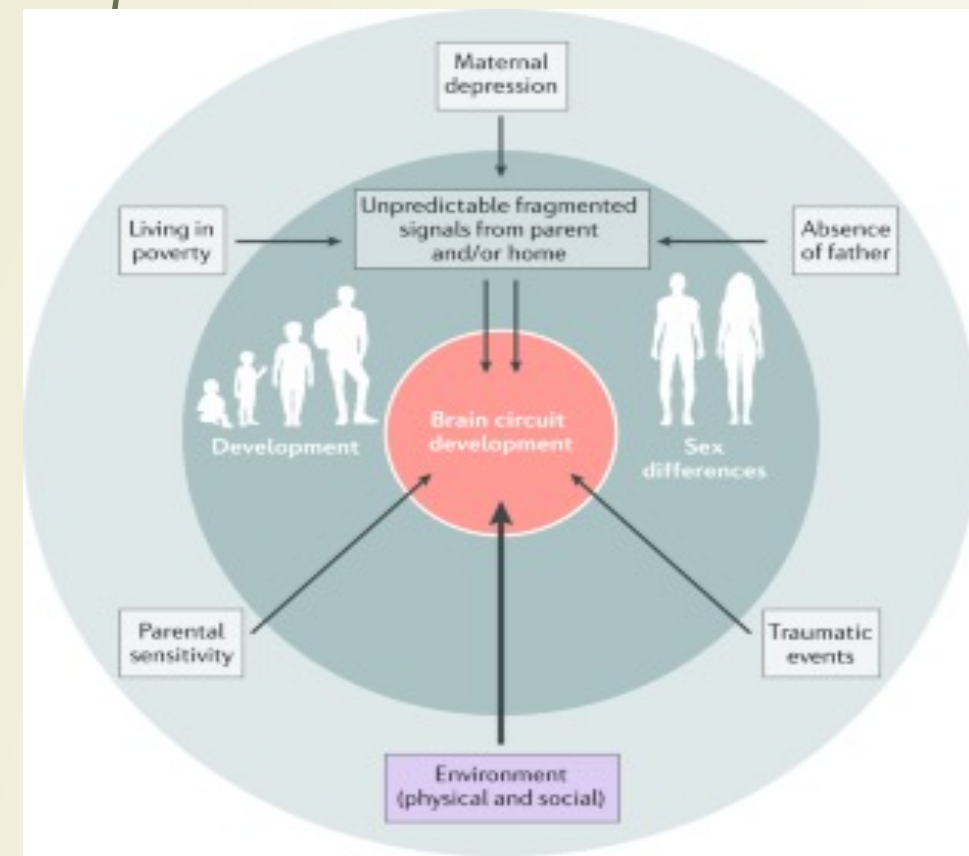 Maternal
depression
Living in
poverty
Unpredictable fragmented
signals from parent
and/or home
Absence
of father
Development
Brain circuit
development
Sex
differences
Parental
sensitivity
Traumatic
events
Environment
(physical and social)